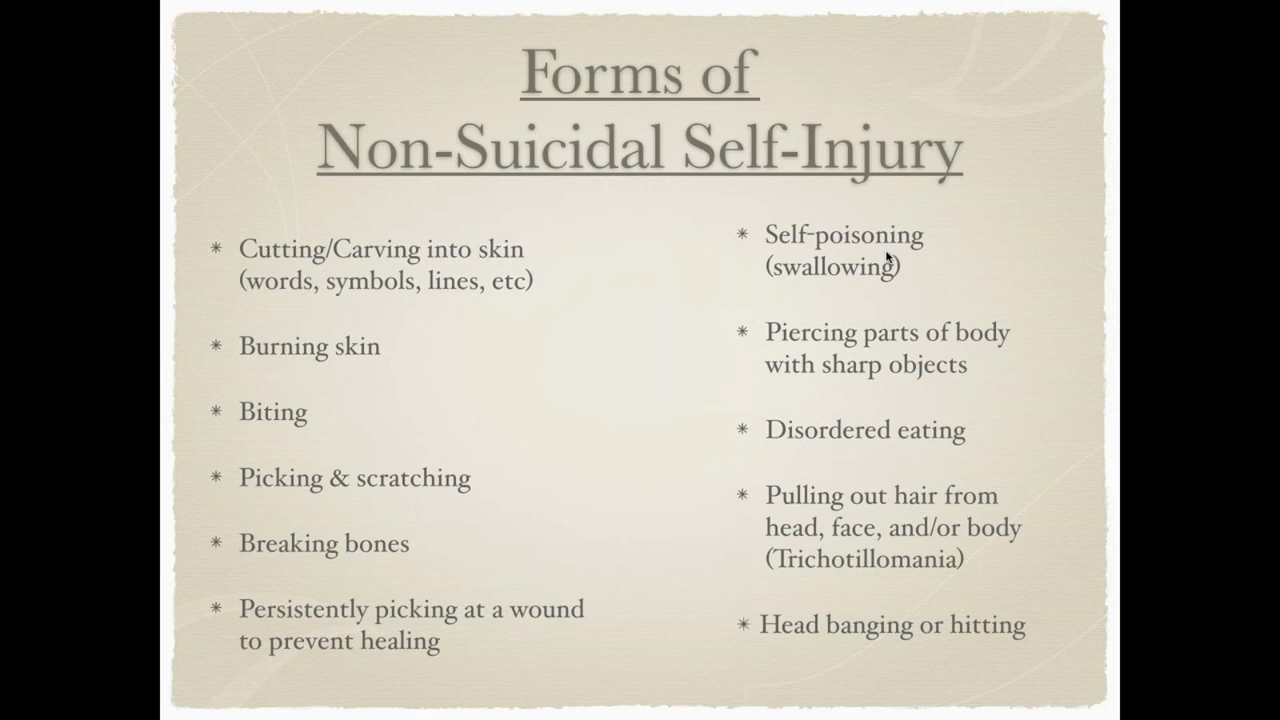 Forms of
Non-Suicidal Self-Injury
* Cutting/Carving into skin
(words, symbols, lines, etc)
* Burning skin
* Biting
* Picking & scratching
* Breaking bones
* Persistently picking at a wound
to prevent healing
* Self-poisoning
(swallowing)
* Piercing parts of body
with sharp objects
* Disordered eating
* Pulling out hair from
head, face, and/or body
(Trichotillomania)
* Head banging or hitting